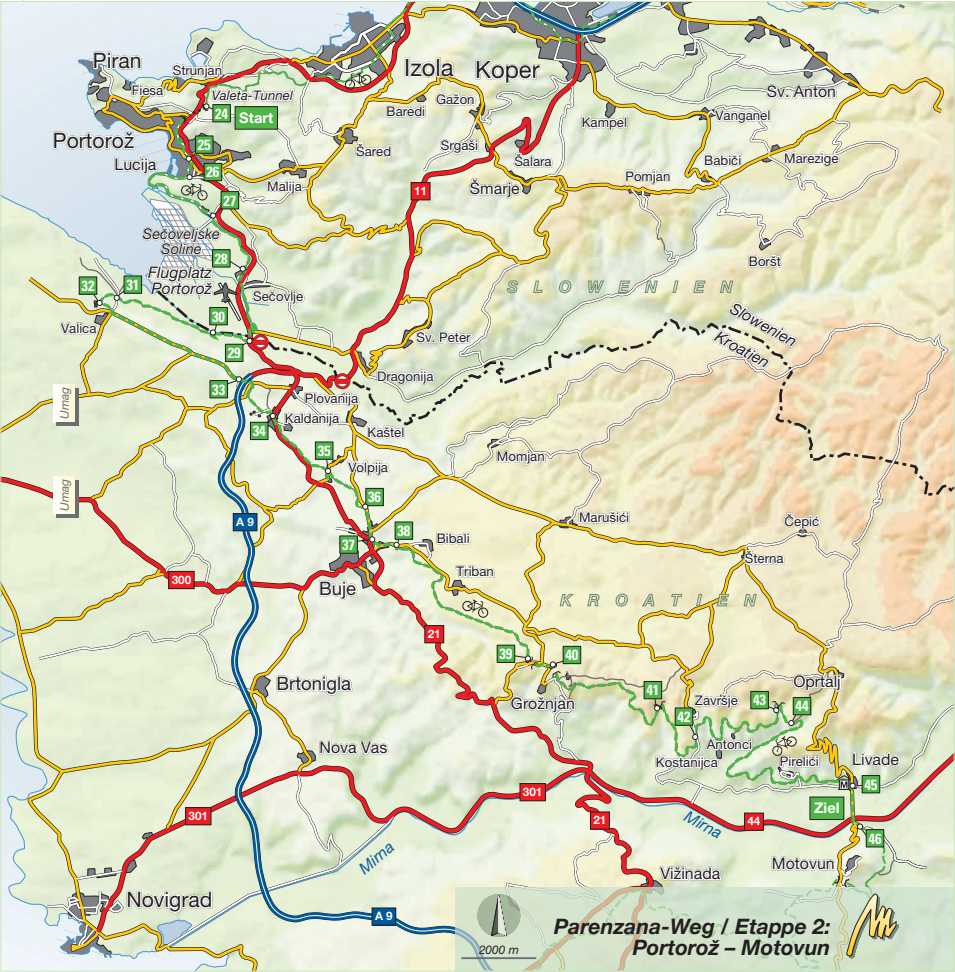 Piran
Strunjan
Izola
Koper
Fiesa
Valeta-Tunnel
Sv. Anton
Gažon
Baredi
24
Start
Kampel
Vanganel
Portorož
25
Šared
Srgaši
Šalara
Babiči
Marezige
Lucija
26
Malija
11
Šmarje
Pomjan
27
Sečoveljske
Soline
28
Boršt
Flugplatz
Portorož
32
31
Sečovlje
SLOWENIEN
Valica
30
Slowenien
Kroatien
Sv. Peter
29
Dragonija
33
Plovanija
Umag
34
Kaldanija
Kaštel
35
Volpija
Momjan
Umag
36
A 9
Marušići
Čepić
37
38
Bibali
Šterna
300
Buje
Triban
KROATIEN
21
39
40
Brtonigla
41
Oprtalj
Grožnjan
Završje
43
44
42
Antonci
Nova Vas
Kostanjica
Pirelići
Livade
M
45
301
301
Ziel
21
Mirna
44
46
Mirna
Motovun
Vižinada
Novigrad
A 9
2000 m
Parenzana-Weg / Etappe 2:
Portorož – Motovun